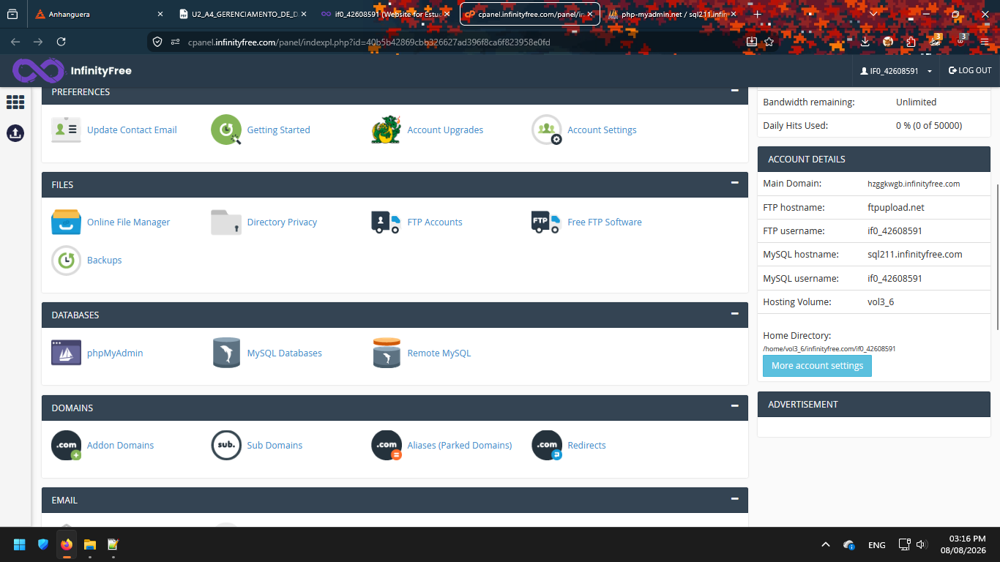 Anhanguera
U2_A4_GERENCIAMENTO_DE_D
if0_42608591 (Website for Estud
cpanel.infinityfree.com/panel/in
php-myadmin.net / sql211.infin
cpanel.infinityfree.com/panel/indexpl.php?id=40b5b42869cbb326627ad396f8ca6f823958e0fd
3
3
InfinityFree
IF0_42608591
LOG OUT
PREFERENCES
Update Contact Email
Getting Started
Account Upgrades
Account Settings
FILES
Online File Manager
Directory Privacy
FTP Accounts
FTP
Free FTP Software
Backups
DATABASES
phpMyAdmin
MySQL Databases
Remote MySQL
DOMAINS
.com
Addon Domains
sub.
Sub Domains
.com
Aliases (Parked Domains)
.com
Redirects
EMAIL
Bandwidth remaining: Unlimited
Daily Hits Used: 0 % (0 of 50000)
ACCOUNT DETAILS
Main Domain: hzggkwgb.infinityfree.com
FTP hostname: ftpupload.net
FTP username: if0_42608591
MySQL hostname: sql211.infinityfree.com
MySQL username: if0_42608591
Hosting Volume: vol3_6
Home Directory:
/home/vol3_6/infinityfree.com/if0_42608591
More account settings
ADVERTISEMENT
ENG
03:16 PM
08/08/2026